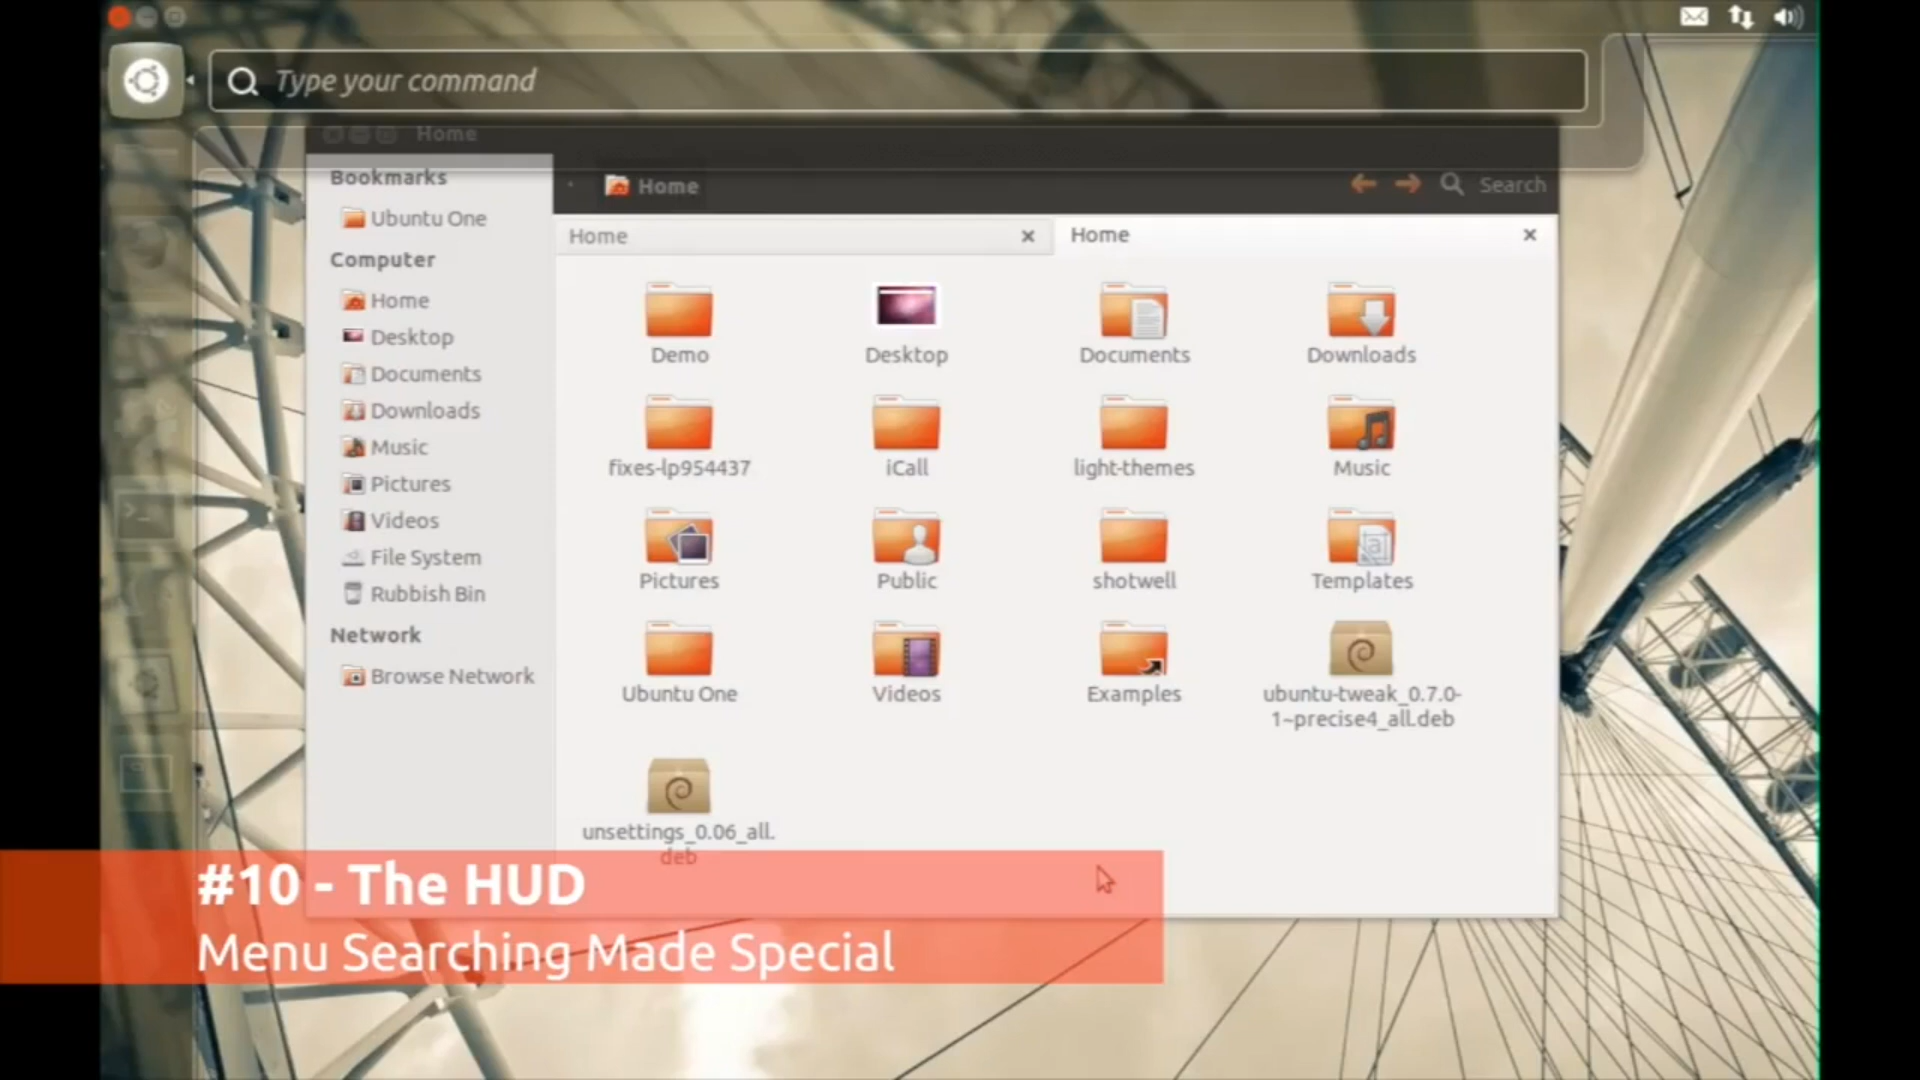 Type your command
Home
Bookmarks
Ubuntu One
Computer
Home
Desktop
Documents
Downloads
Music
Pictures
Videos
File System
Rubbish Bin
Network
Browse Network
Home
Search
Home
Home
Demo
Desktop
Documents
Downloads
fixes-lp954437
iCall
light-themes
Music
Pictures
Public
shotwell
Templates
Ubuntu One
Videos
Examples
ubuntu-tweak_0.7.0-
1~precise4_all.deb
unsettings_0.06_all.
deb
#10 - The HUD
Menu Searching Made Special